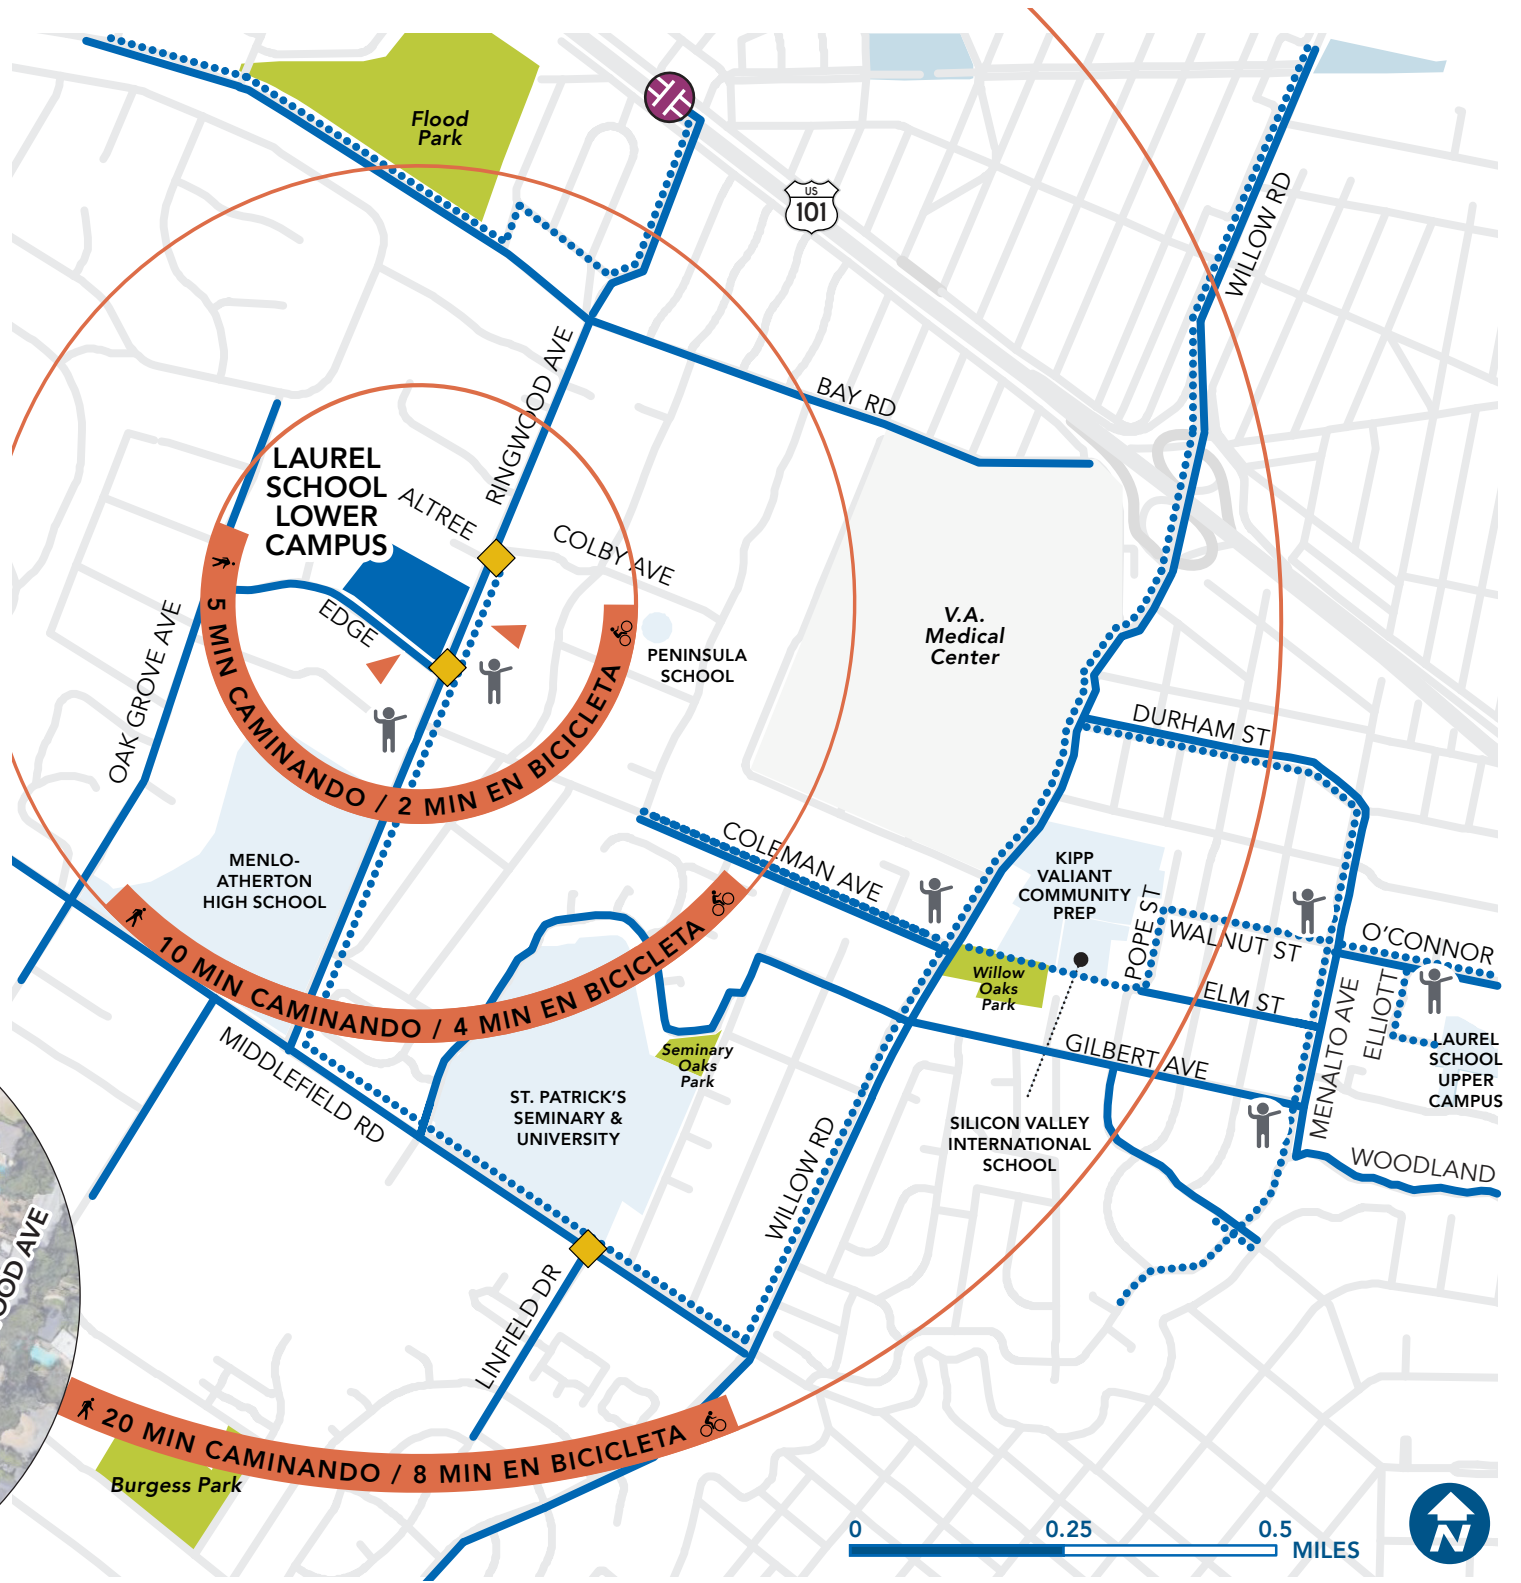 Flood
Park
US
101
WILLOW RD
RINGWOOD AVE
BAY RD
LAUREL
SCHOOL
LOWER
CAMPUS
ALTREE
COLBY AVE
EDGE
OAK GROVE AVE
PENINSULA
SCHOOL
V.A.
Medical
Center
5 MIN CAMINANDO / 2 MIN EN BICICLETA
DURHAM ST
COLEMAN AVE
MENLO-
ATHERTON
HIGH SCHOOL
KIPP
VALIANT
COMMUNITY
PREP
POPE ST
WALNUT ST
O'CONNOR
10 MIN CAMINANDO / 4 MIN EN BICICLETA
Willow
Oaks
Park
ELM ST
MENALTO AVE
ELLIOTT
LAUREL
SCHOOL
UPPER
CAMPUS
GILBERT AVE
MIDDLEFIELD RD
Seminary
Oaks
Park
ST. PATRICK'S
SEMINARY &
UNIVERSITY
SILICON VALLEY
INTERNATIONAL
SCHOOL
WOODLAND
WILLOW RD
OOD AVE
LINFIELD DR
20 MIN CAMINANDO / 8 MIN EN BICICLETA
Burgess Park
0 0.25 0.5
MILES
N